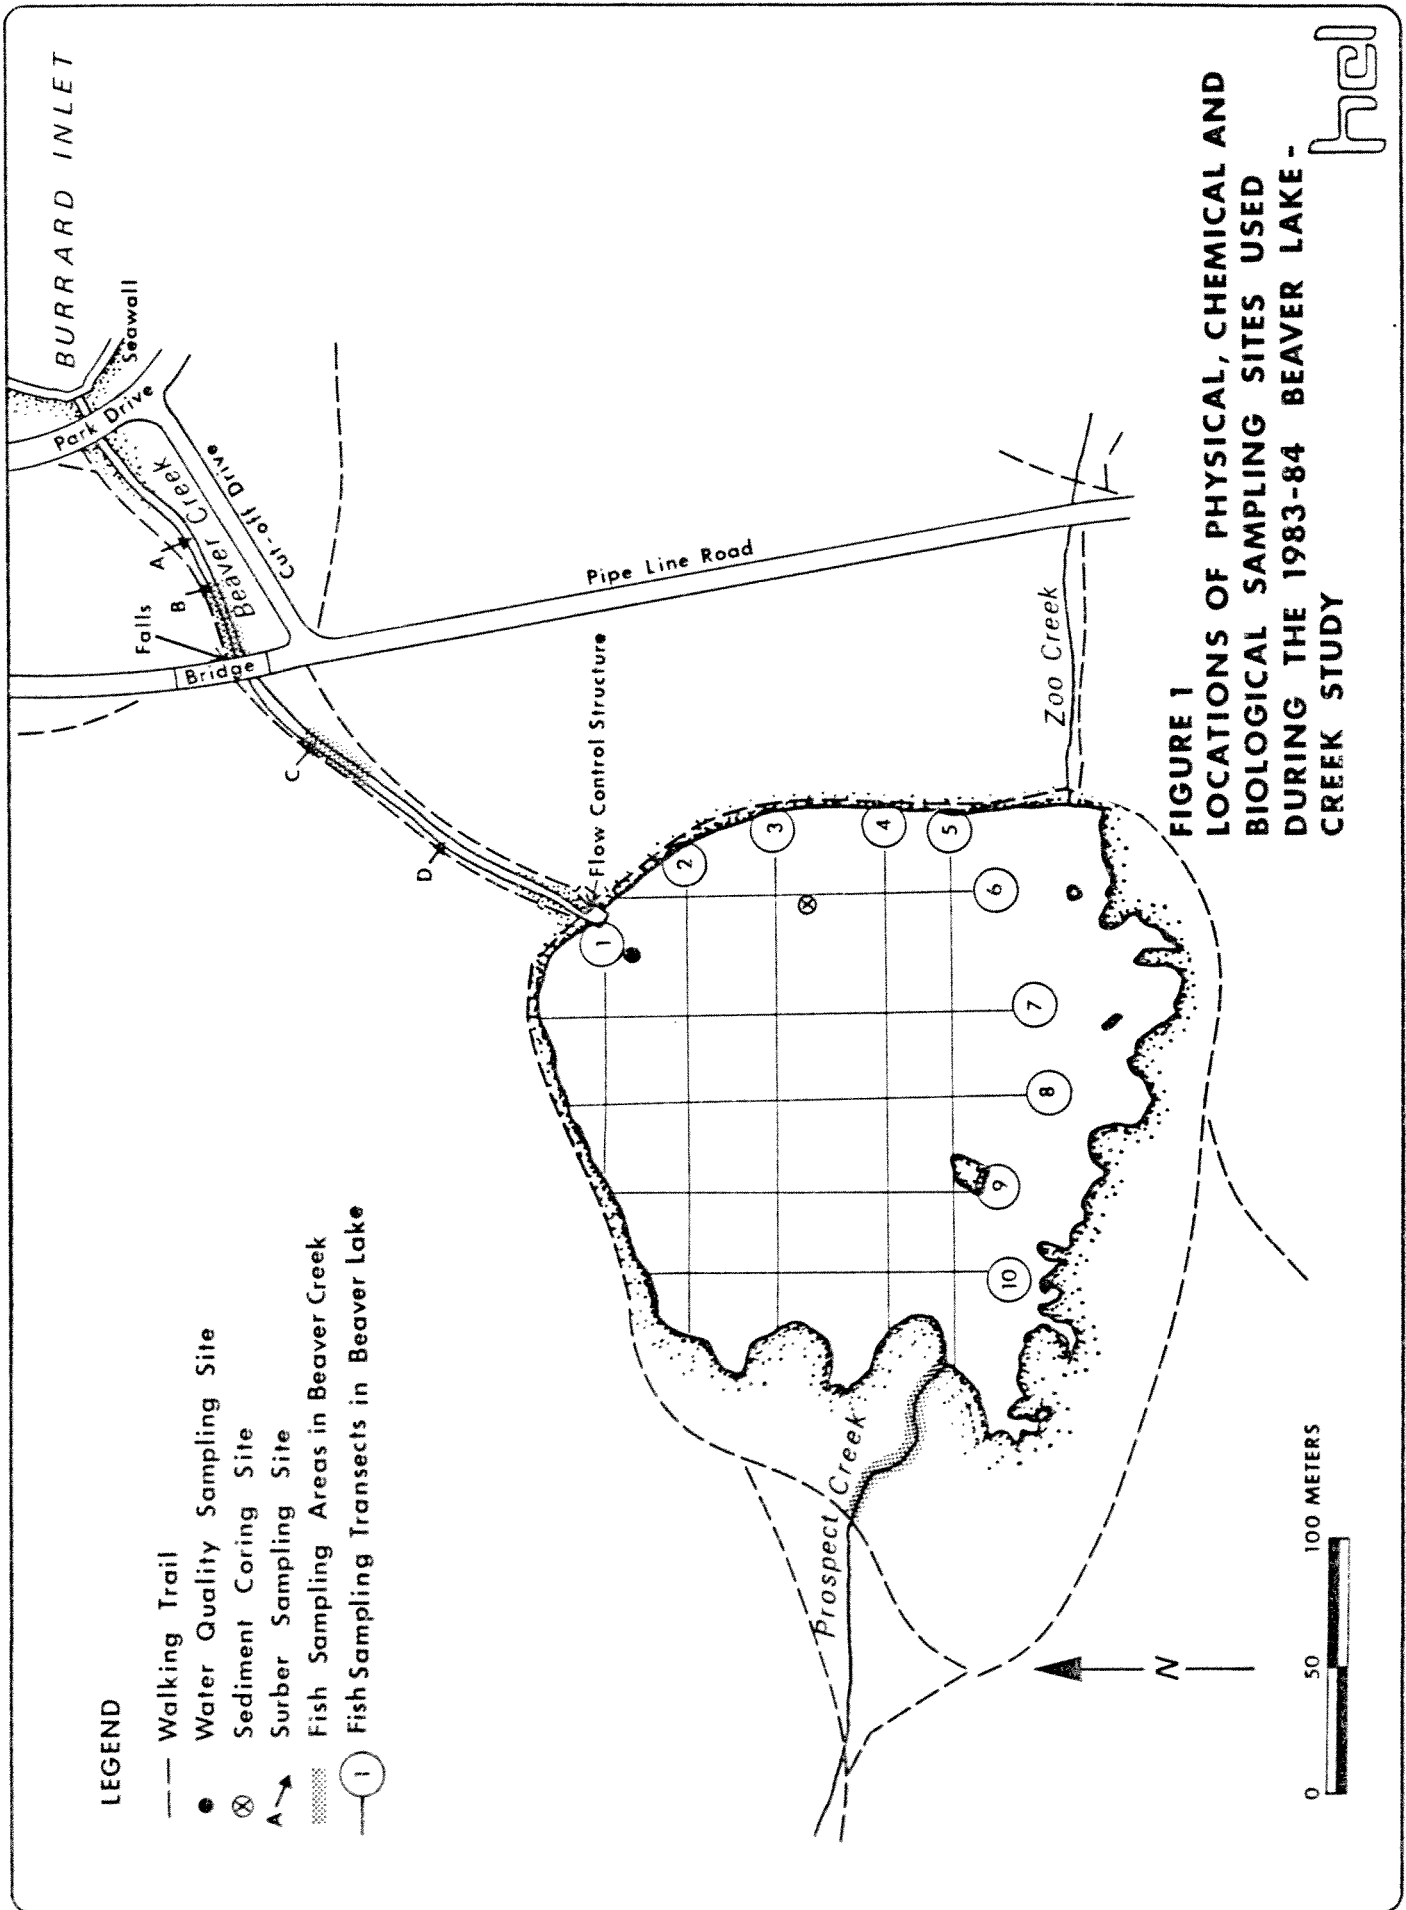 LEGEND
Walking Trail
Water Quality Sampling Site
Sediment Coring Site
A Surber Sampling Site
Fish Sampling Areas in Beaver Creek
1 Fish Sampling Transects in Beaver Lake
BURRARD INLET
Seawall
Park Drive
Beaver Creek
Cut-off Drive
A
B
Falls
Bridge
C
D
Pipe Line Road
Flow Control Structure
Zoo Creek
1
2
3
4
5
6
7
8
9
10
Prospect Creek
N
0 50 100 METERS
FIGURE 1
LOCATIONS OF PHYSICAL, CHEMICAL AND
BIOLOGICAL SAMPLING SITES USED
DURING THE 1983-84 BEAVER LAKE -
CREEK STUDY
hel